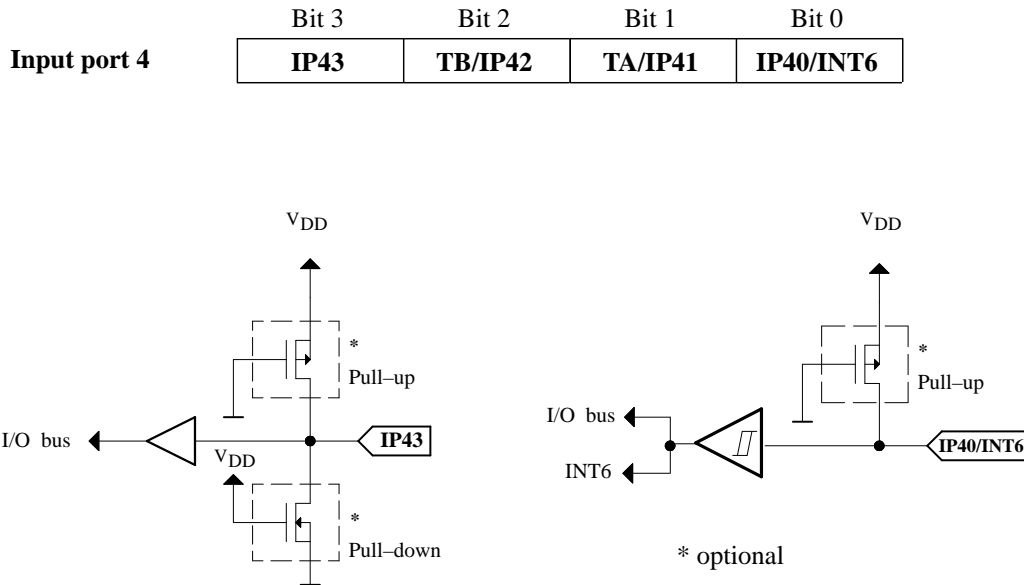 Bit 3 Bit 2 Bit 1 Bit 0
Input port 4 IP43 TB/IP42 TA/IP41 IP40/INT6
VDD VDD
*
Pull–up
*
Pull–up
I/O bus
IP43
VDD
*
Pull–down
I/O bus
INT6
IP40/INT6
* optional